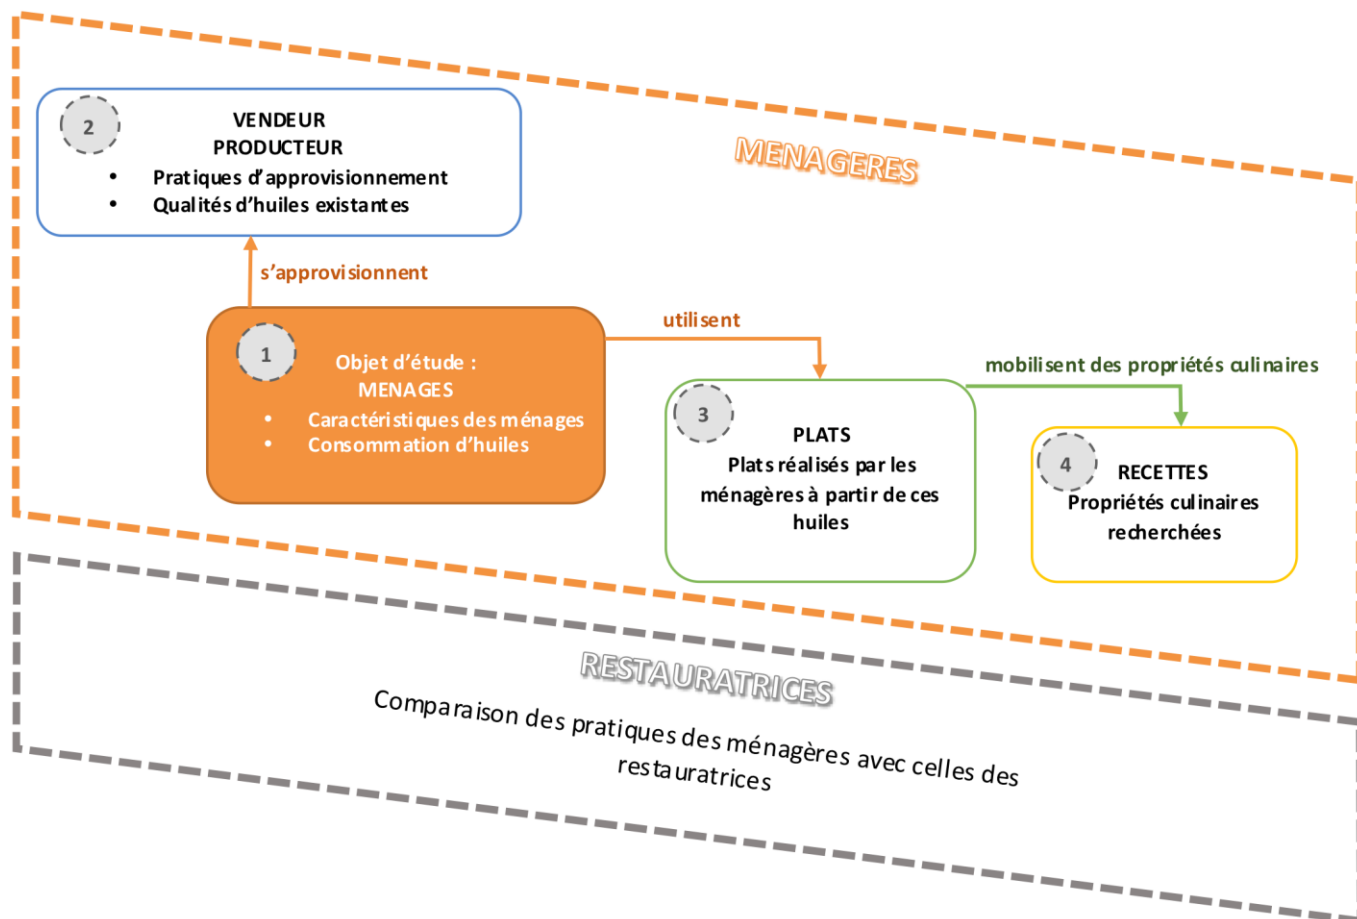 MENAGERES
2
VENDEUR
PRODUCTEUR
• Pratiques d’approvisionnement
• Qualités d’huiles existantes
s’approvisionnent
1
Objet d’étude :
MENAGES
• Caractéristiques des ménages
• Consommation d’huiles
utilisent
3
PLATS
Plats réalisés par les
ménagères à partir de ces
huiles
mobilisent des propriétés culinaires
4
RECETTES
Propriétés culinaires
recherchées
RESTAURATRICES
Comparaison des pratiques des ménagères avec celles des
restauratrices